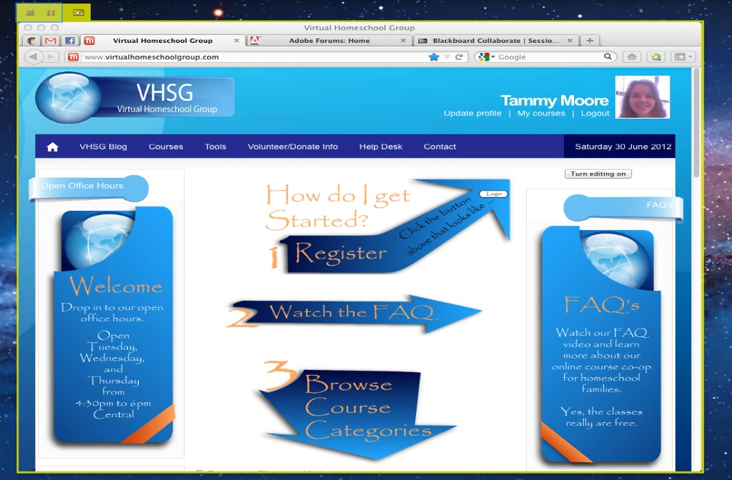 Virtual Homeschool Group
Virtual Homeschool Group
Adobe Forums: Home
Blackboard Collaborate | Sessio...
www.virtualhomeschoolgroup.com
Google
VHSG
Virtual Homeschool Group
Tammy Moore
Update profile | My courses | Logout
VHSG Blog Courses Tools Volunteer/Donate Info Help Desk Contact Saturday 30 June 2012
Turn editing on
Open Office Hours
Welcome
Drop in to our open
office hours.
Open
Tuesday,
Wednesday,
and
Thursday
from
4:30pm to 6pm
Central
How do I get
Started?
Login
Click the button
above that looks like ...
1 Register
2 Watch the FAQ.
3 Browse
Course
Categories
FAQ's
FAQ's
Watch our FAQ
video and learn
more about our
online course co-op
for homeschool
families.
Yes, the classes
really are free.